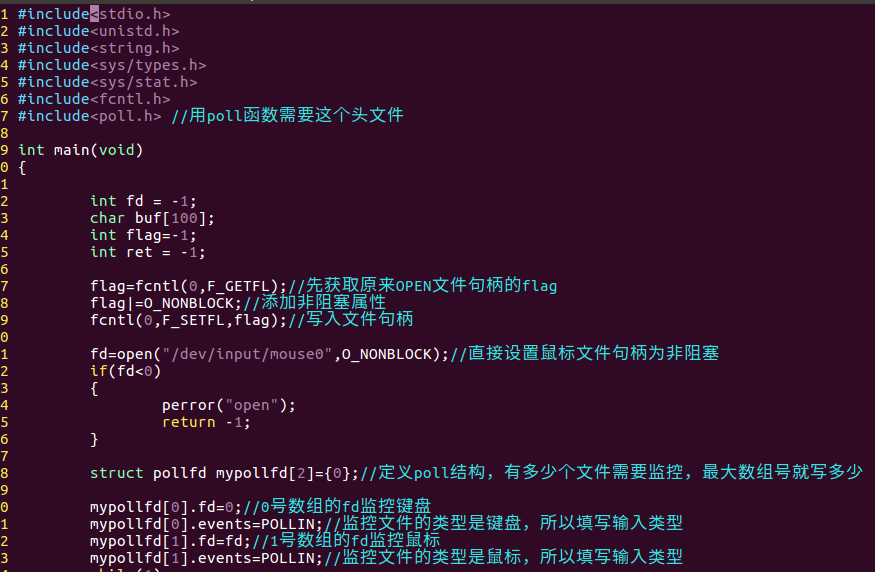 1 #include<stdio.h>
2 #include<unistd.h>
3 #include<string.h>
4 #include<sys/types.h>
5 #include<sys/stat.h>
6 #include<fcntl.h>
7 #include<poll.h> //用poll函数需要这个头文件
8
9 int main(void)
0 {
1
2         int fd = -1;
3         char buf[100];
4         int flag=-1;
5         int ret = -1;
6
7         flag=fcntl(0,F_GETFL);//先获取原来OPEN文件句柄的flag
8         flag|=O_NONBLOCK;//添加非阻塞属性
9         fcntl(0,F_SETFL,flag);//写入文件句柄
0
1         fd=open("/dev/input/mouse0",O_NONBLOCK);//直接设置鼠标文件句柄为非阻塞
2         if(fd<0)
3         {
4                 perror("open");
5                 return -1;
6         }
7
8         struct pollfd mypollfd[2]={0};//定义poll结构，有多少个文件需要监控，最大数组号就写多少
9
0         mypollfd[0].fd=0;//0号数组的fd监控键盘
1         mypollfd[0].events=POLLIN;//监控文件的类型是键盘，所以填写输入类型
2         mypollfd[1].fd=fd;//1号数组的fd监控鼠标
3         mypollfd[1].events=POLLIN;//监控文件的类型是鼠标，所以填写输入类型